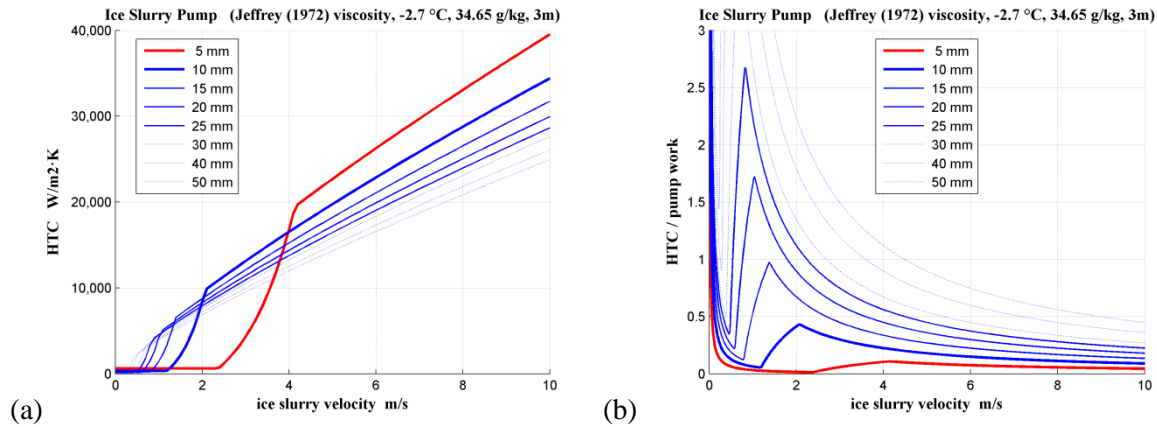 Ice Slurry Pump (Jeffrey (1972) viscosity, -2.7 °C, 34.65 g/kg, 3m)
40,000
30,000
20,000
10,000
0
HTC W/m2·K
5 mm
10 mm
15 mm
20 mm
25 mm
30 mm
40 mm
50 mm
0 2 4 6 8 10
ice slurry velocity m/s
(a)
Ice Slurry Pump (Jeffrey (1972) viscosity, -2.7 °C, 34.65 g/kg, 3m)
3
2.5
2
1.5
1
0.5
0
HTC / pump work
5 mm
10 mm
15 mm
20 mm
25 mm
30 mm
40 mm
50 mm
0 2 4 6 8 10
ice slurry velocity m/s
(b)